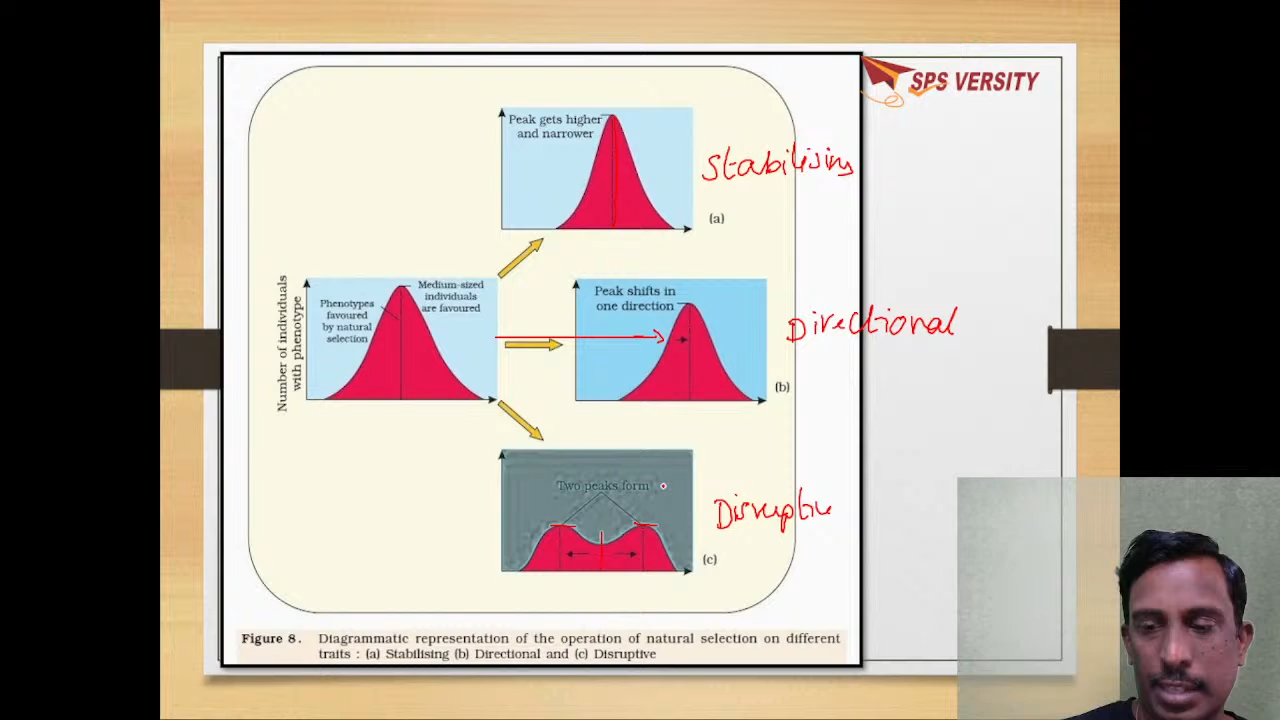 SPS VERSITY
Peak gets higher
and narrower
Stabilising
(a)
Number of individuals
with phenotype
Phenotypes
favoured
by natural
selection
Medium-sized
individuals
are favoured
Peak shifts in
one direction
Directional
(b)
Two peaks form
Disruptive
(c)
Figure 8. Diagrammatic representation of the operation of natural selection on different
traits : (a) Stabilising (b) Directional and (c) Disruptive